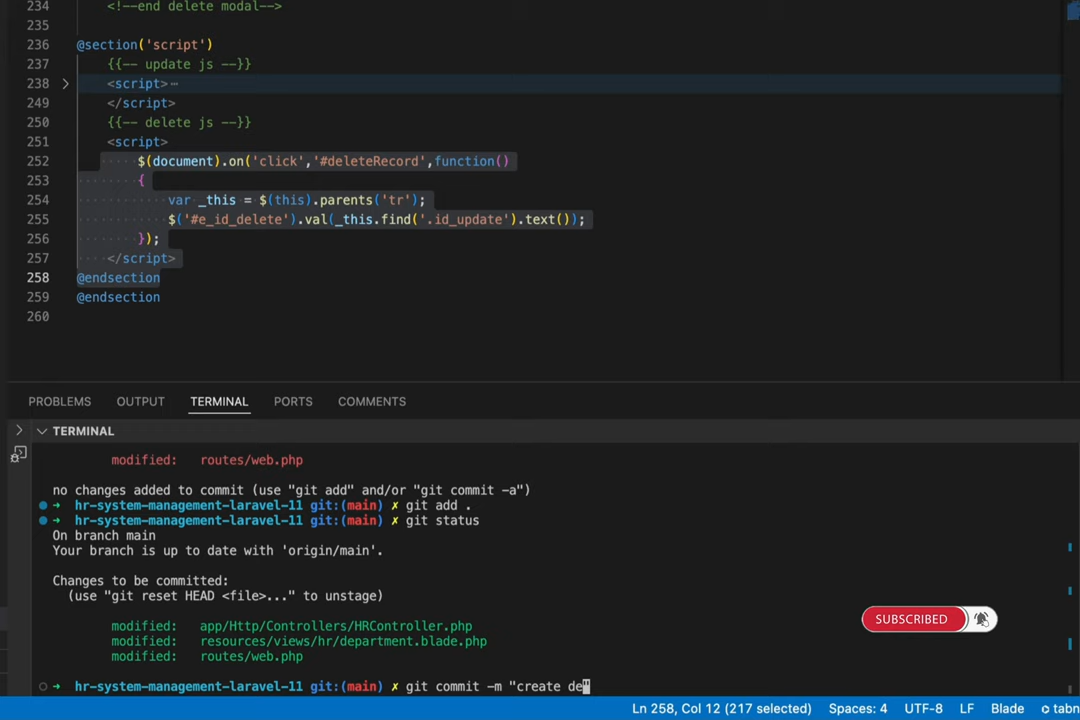 234 <!--end delete modal-->
235
236 @section('script')
237 {{-- update js --}}
238 <script>⋯
249 </script>
250 {{-- delete js --}}
251 <script>
252 $(document).on('click','#deleteRecord',function()
253 {
254 var _this = $(this).parents('tr');
255 $('#e_id_delete').val(_this.find('.id_update').text());
256 });
257 </script>
258 @endsection
259 @endsection
260
PROBLEMS OUTPUT TERMINAL PORTS COMMENTS
TERMINAL
modified: routes/web.php
no changes added to commit (use "git add" and/or "git commit -a")
➜ hr-system-management-laravel-11 git:(main) ✗ git add .
➜ hr-system-management-laravel-11 git:(main) ✗ git status
On branch main
Your branch is up to date with 'origin/main'.
Changes to be committed:
(use "git reset HEAD <file>..." to unstage)
modified: app/Http/Controllers/HRController.php
modified: resources/views/hr/department.blade.php
modified: routes/web.php
SUBSCRIBED
➜ hr-system-management-laravel-11 git:(main) ✗ git commit -m "create de"
Ln 258, Col 12 (217 selected) Spaces: 4 UTF-8 LF Blade tabn